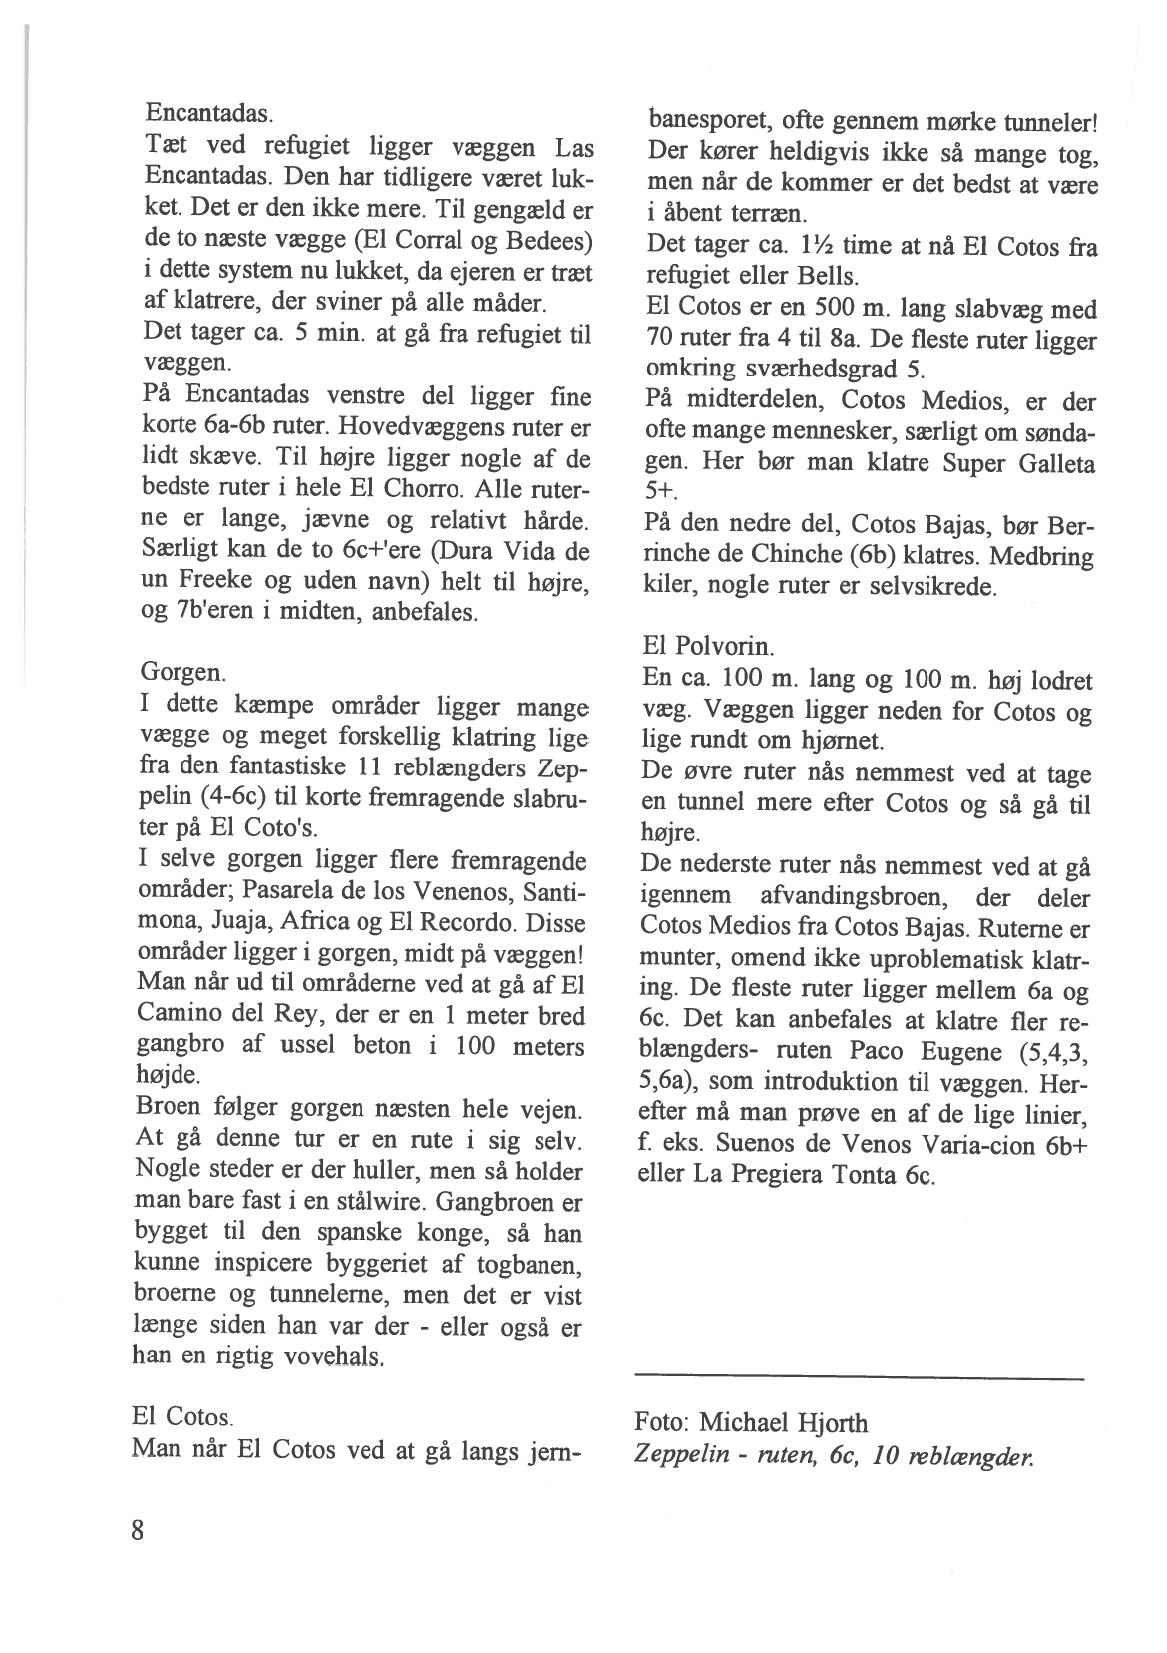 Encantadas.
Tæt ved refugiet ligger væggen Las
Encantadas. Den har tidligere været luk-
ket. Det er den ikke mere. Til gengæld er
de to næste vægge (El Corral og Bedees)
i dette system nu lukket, da ejeren er træt
af klatrere, der sviner på alle måder.
Det tager ca. 5 min. at gå fra refugiet til
væggen.
På Encantadas venstre del ligger fine
korte 6a-6b ruter. Hovedvæggens ruter er
lidt skæve. Til højre ligger nogle af de
bedste ruter i hele El Chorro. Alle ruter-
ne er lange, jævne og relativt hårde.
Særligt kan de to 6c+'ere (Dura Vida de
un Freeke og uden navn) helt til højre,
og 7b'eren i midten, anbefales.

Gorgen.
I dette kæmpe områder ligger mange
vægge og meget forskellig klatring lige
fra den fantastiske 11 reblængders Zep-
pelin (4-6c) til korte fremragende slabru-
ter på El Coto's.
I selve gorgen ligger flere fremragende
områder; Pasarela de los Venenos, Santi-
mona, Juaja, Africa og El Recordo. Disse
områder ligger i gorgen, midt på væggen!
Man når ud til områderne ved at gå af El
Camino del Rey, der er en 1 meter bred
gangbro af ussel beton i 100 meters
højde.
Broen følger gorgen næsten hele vejen.
At gå denne tur er en rute i sig selv.
Nogle steder er der huller, men så holder
man bare fast i en stålwire. Gangbroen er
bygget til den spanske konge, så han
kunne inspicere byggeriet af togbanen,
broerne og tunnelerne, men det er vist
længe siden han var der - eller også er
han en rigtig vovehals.

El Cotos.
Man når El Cotos ved at gå langs jern-
banesporet, ofte gennem mørke tunneler!
Der kører heldigvis ikke så mange tog,
men når de kommer er det bedst at være
i åbent terræn.
Det tager ca. 1½ time at nå El Cotos fra
refugiet eller Bells.
El Cotos er en 500 m. lang slabvæg med
70 ruter fra 4 til 8a. De fleste ruter ligger
omkring sværhedsgrad 5.
På midterdelen, Cotos Medios, er der
ofte mange mennesker, særligt om sønda-
gen. Her bør man klatre Super Galleta
5+.
På den nedre del, Cotos Bajas, bør Ber-
rinche de Chinche (6b) klatres. Medbring
kiler, nogle ruter er selvsikrede.

El Polvorin.
En ca. 100 m. lang og 100 m. høj lodret
væg. Væggen ligger neden for Cotos og
lige rundt om hjørnet.
De øvre ruter nås nemmest ved at tage
en tunnel mere efter Cotos og så gå til
højre.
De nederste ruter nås nemmest ved at gå
igennem afvandingsbroen, der deler
Cotos Medios fra Cotos Bajas. Ruterne er
munter, omend ikke uproblematisk klatr-
ing. De fleste ruter ligger mellem 6a og
6c. Det kan anbefales at klatre fler re-
blængders- ruten Paco Eugene (5,4,3,
5,6a), som introduktion til væggen. Her-
efter må man prøve en af de lige linier,
f. eks. Suenos de Venos Varia-cion 6b+
eller La Pregiera Tonta 6c.

Foto: Michael Hjorth
Zeppelin - ruten, 6c, 10 reblængder.

8